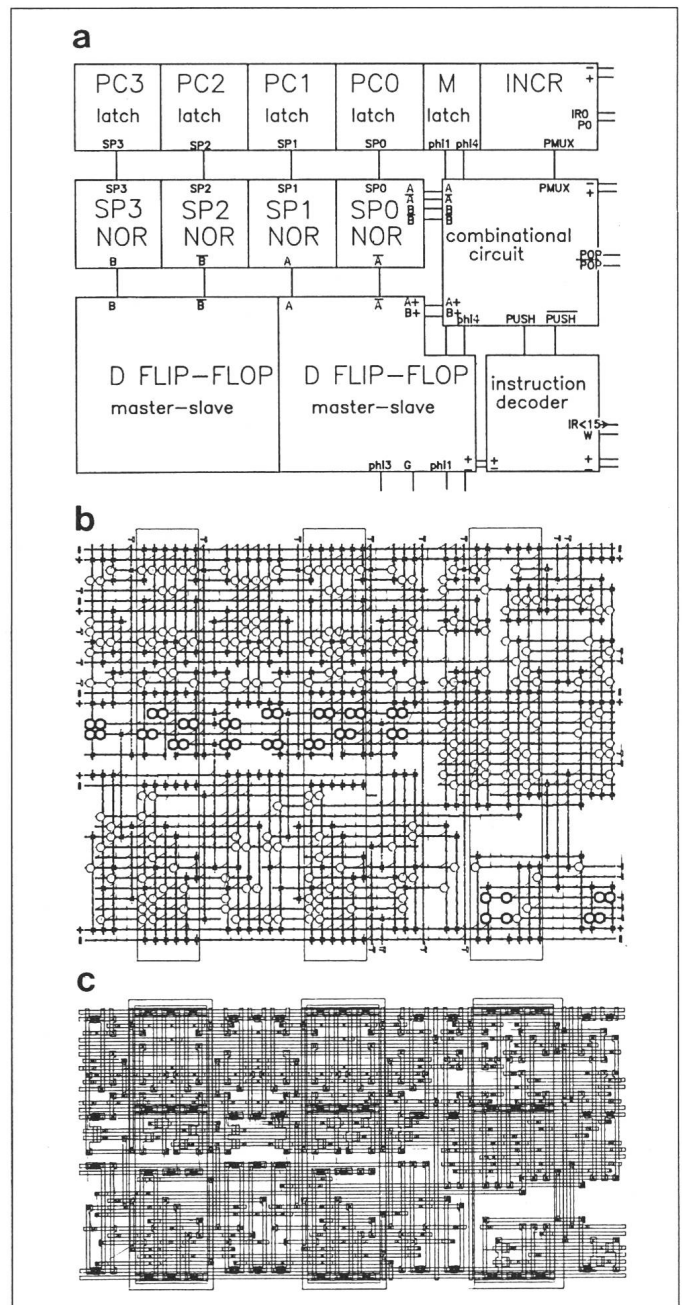 a
PC3 PC2 PC1 PC0 M INCR − +
latch latch latch latch latch IR0 P0
SP3 SP2 SP1 SP0 phi1 phi4 PMUX
SP3 SP2 SP1 SP0 A A PMUX − +
A̅ A̅
B B
B̅ B̅
SP3 SP2 SP1 SP0
NOR NOR NOR NOR
combinational
circuit
POP
P̅O̅P̅
B B̅ A A̅
B B̅ A A̅ A+ A+
B+ B+
phi4 PUSH P̅U̅S̅H̅
D FLIP-FLOP D FLIP-FLOP
master-slave master-slave
instruction
decoder
IR<15>
W
+ − + − + −
phi3 G phi1
b
c